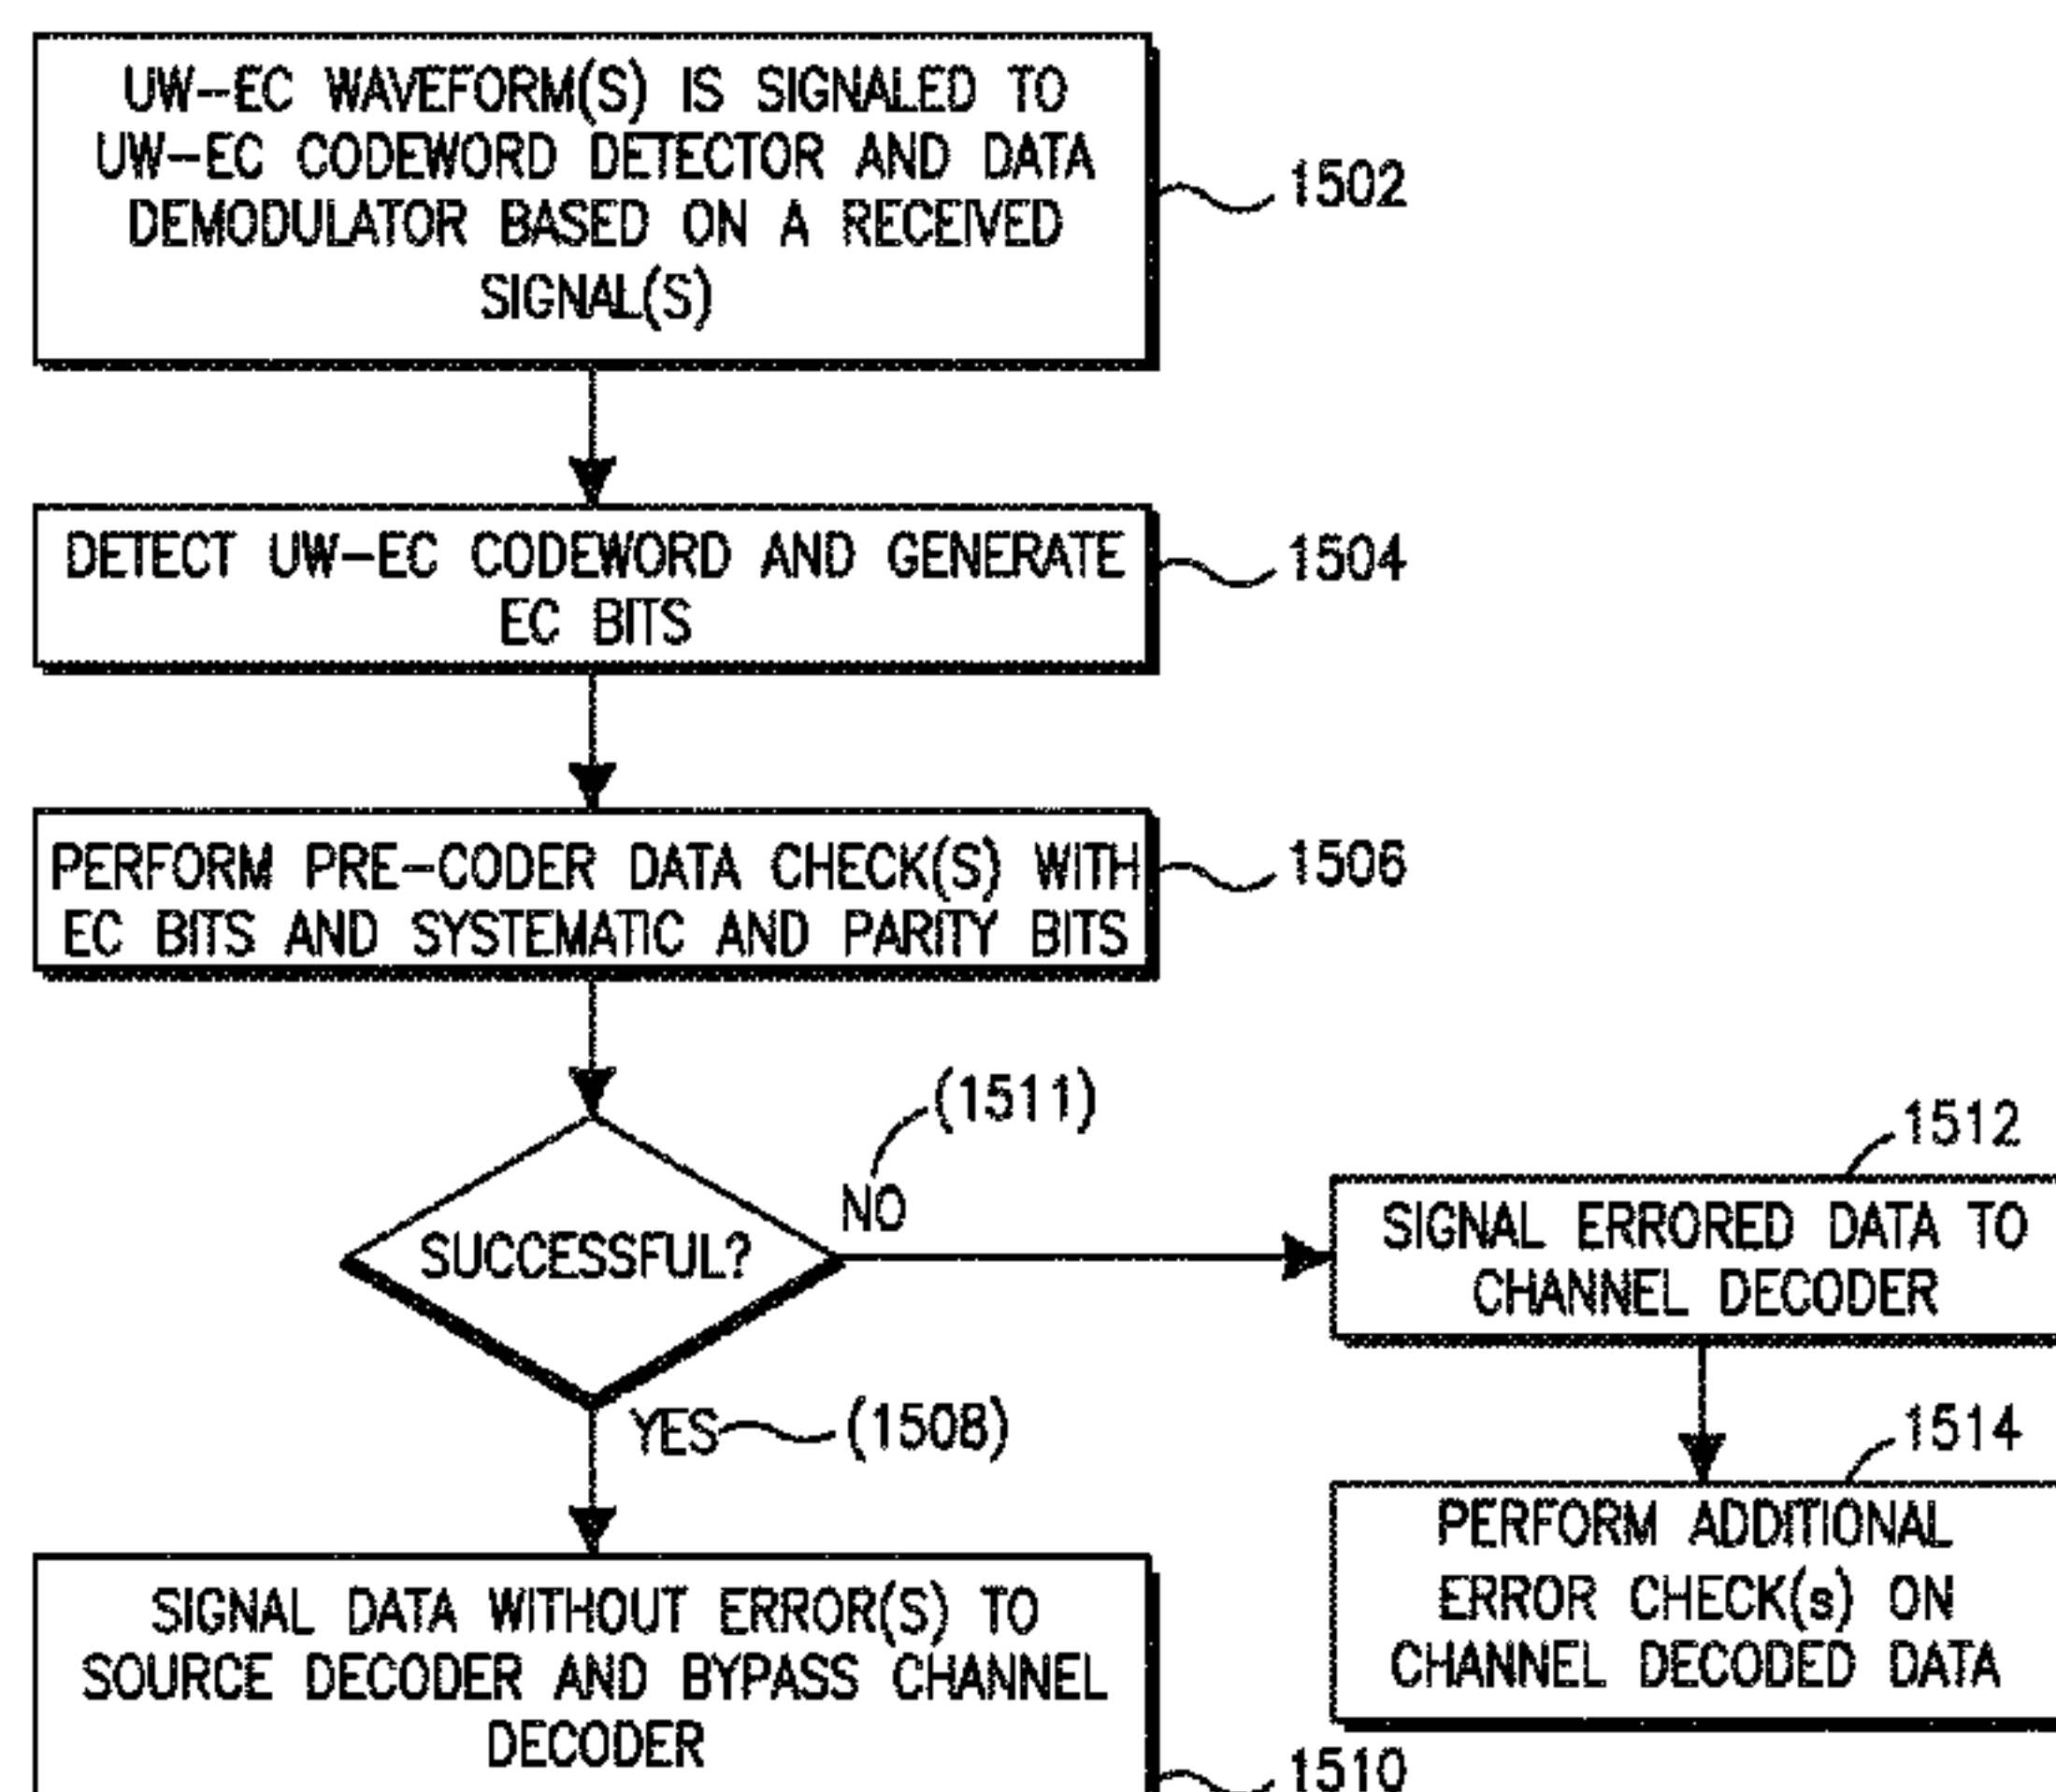 UW-EC WAVEFORM(S) IS SIGNALED TO
UW-EC CODEWORD DETECTOR AND DATA
DEMODULATOR BASED ON A RECEIVED
SIGNAL(S)
1502
DETECT UW-EC CODEWORD AND GENERATE
EC BITS
1504
PERFORM PRE-CODER DATA CHECK(S) WITH
EC BITS AND SYSTEMATIC AND PARITY BITS
1506
SUCCESSFUL?
NO
(1511)
1512
SIGNAL ERRORED DATA TO
CHANNEL DECODER
YES
(1508)
1514
PERFORM ADDITIONAL
ERROR CHECK(s) ON
CHANNEL DECODED DATA
SIGNAL DATA WITHOUT ERROR(S) TO
SOURCE DECODER AND BYPASS CHANNEL
DECODER
1510